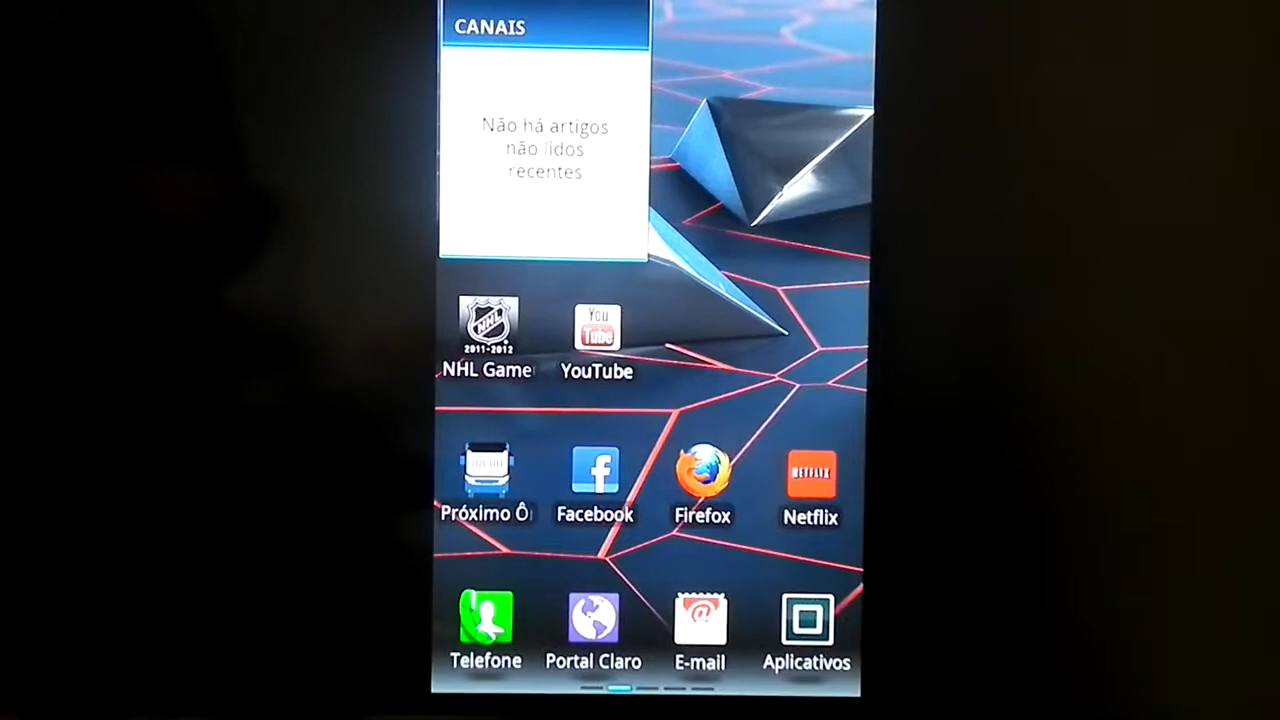 CANAIS
Não há artigos
não lidos
recentes
NHL
2011-2012
NHL Game
You
Tube
YouTube
NETFLIX
Próximo Ô
Facebook
Firefox
Netflix
Telefone
Portal Claro
E-mail
Aplicativos